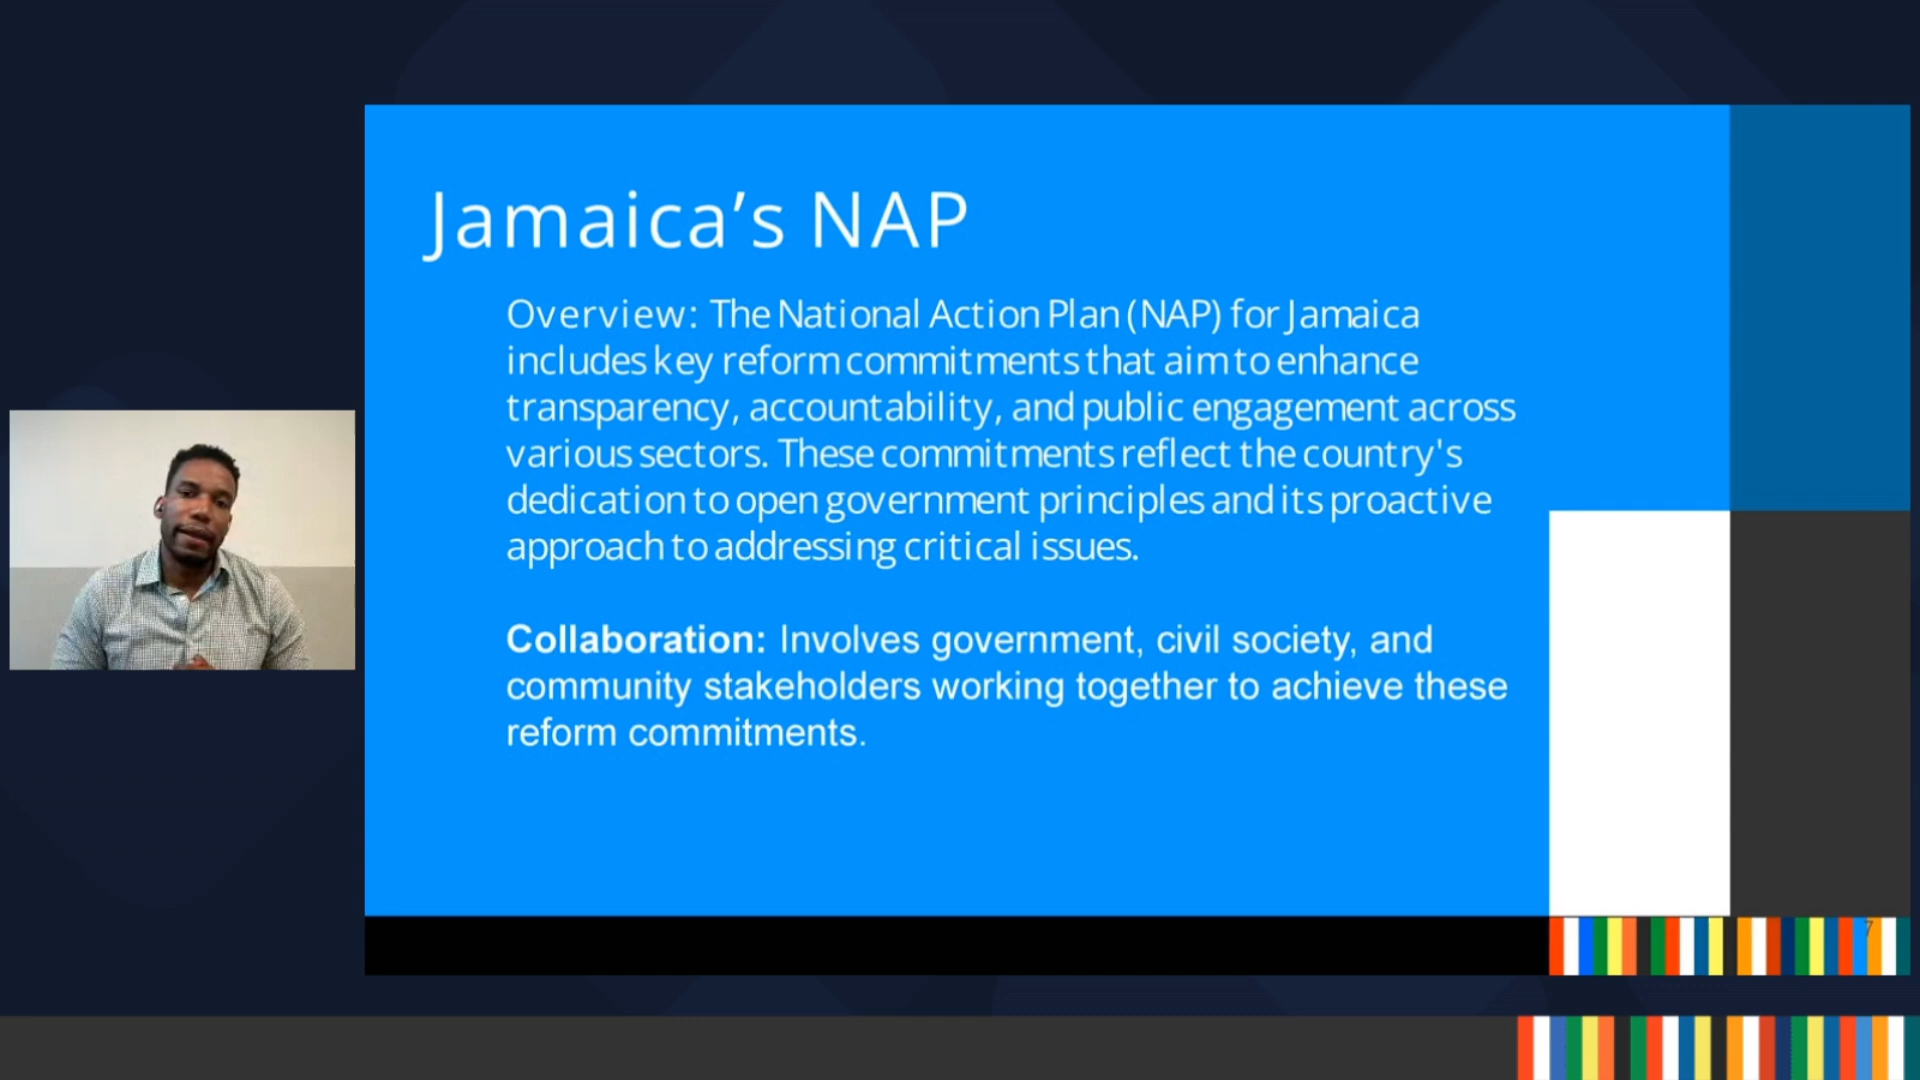 Jamaica’s NAP
Overview: The National Action Plan (NAP) for Jamaica
includes key reform commitments that aim to enhance
transparency, accountability, and public engagement across
various sectors. These commitments reflect the country's
dedication to open government principles and its proactive
approach to addressing critical issues.
Collaboration: Involves government, civil society, and
community stakeholders working together to achieve these
reform commitments.
7